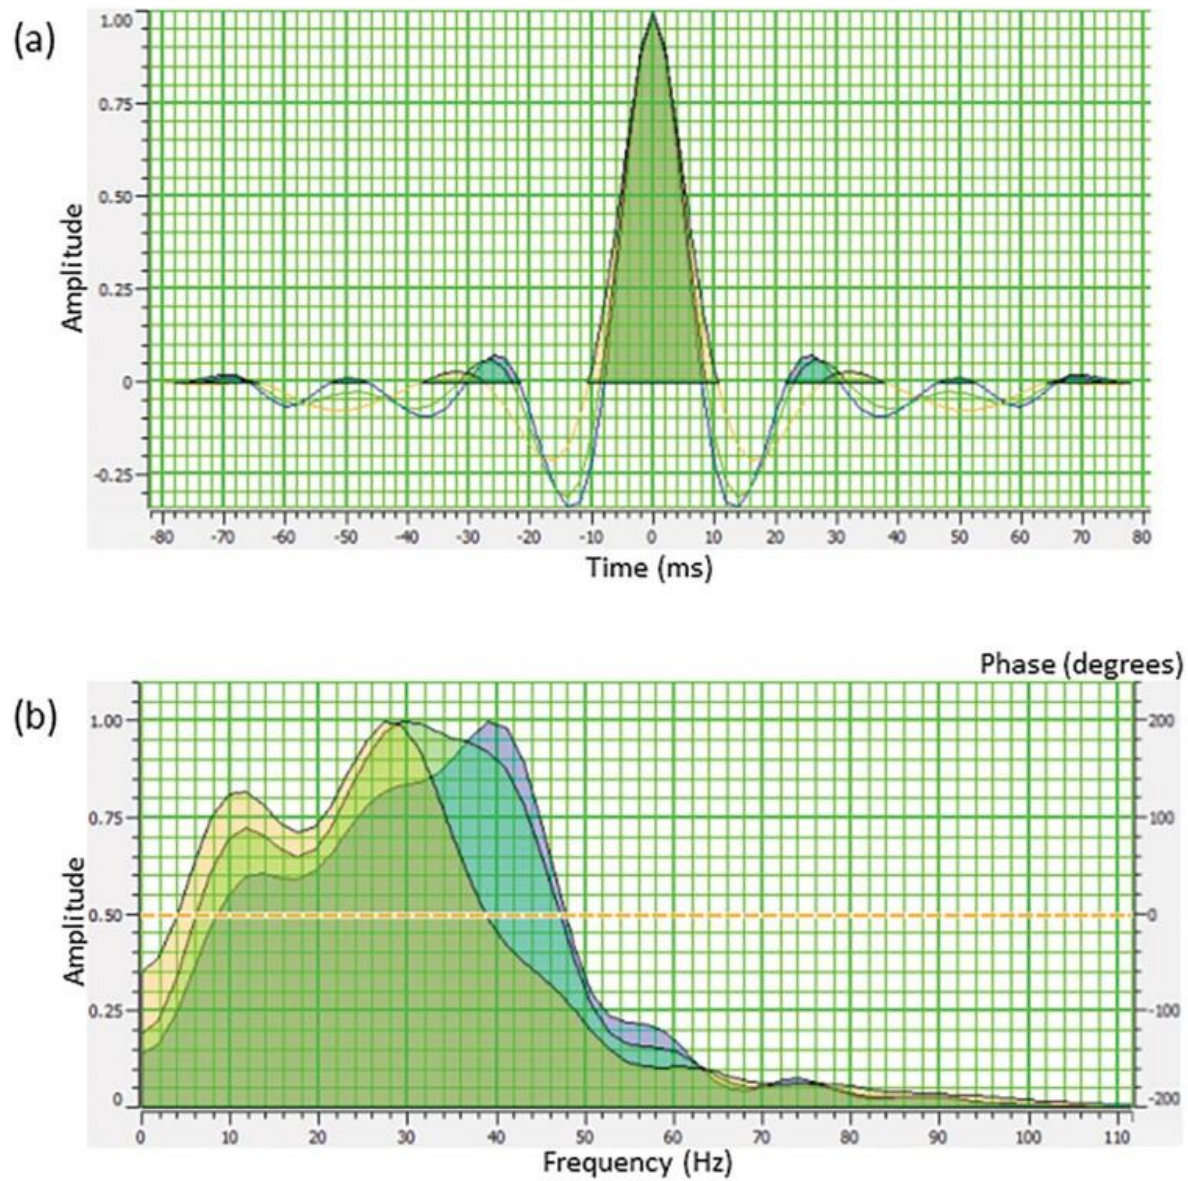 (a)
1.00
0.75
0.50
0.25
0
-0.25
Amplitude
-80 -70 -60 -50 -40 -30 -20 -10 0 10 20 30 40 50 60 70 80
Time (ms)
Phase (degrees)
(b)
1.00 200
0.75 100
0.50 0
0.25 -100
0 -200
Amplitude
0 10 20 30 40 50 60 70 80 90 100 110
Frequency (Hz)